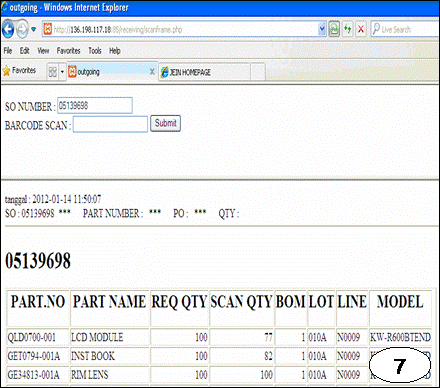 outgoing - Windows Internet Explorer
http://136.198.117.18:85/receiving/scanframe.php
Live Search
File Edit View Favorites Tools Help
Favorites outgoing x JEIN HOMEPAGE
SO NUMBER : 05139698
BARCODE SCAN : Submit
tanggal : 2012-01-14 11:50:07
SO : 05139698 *** PART NUMBER : *** PO : *** QTY :
05139698
PART.NO PART NAME REQ QTY SCAN QTY BOM LOT LINE MODEL
QLD0700-001 LCD MODULE 100 77 1 010A N0009 KW-R600BTEND
GET0794-001A INST BOOK 100 82 1 010A N0009 END
GE34813-001A RIM LENS 100 100 1 010A N0009 END
7